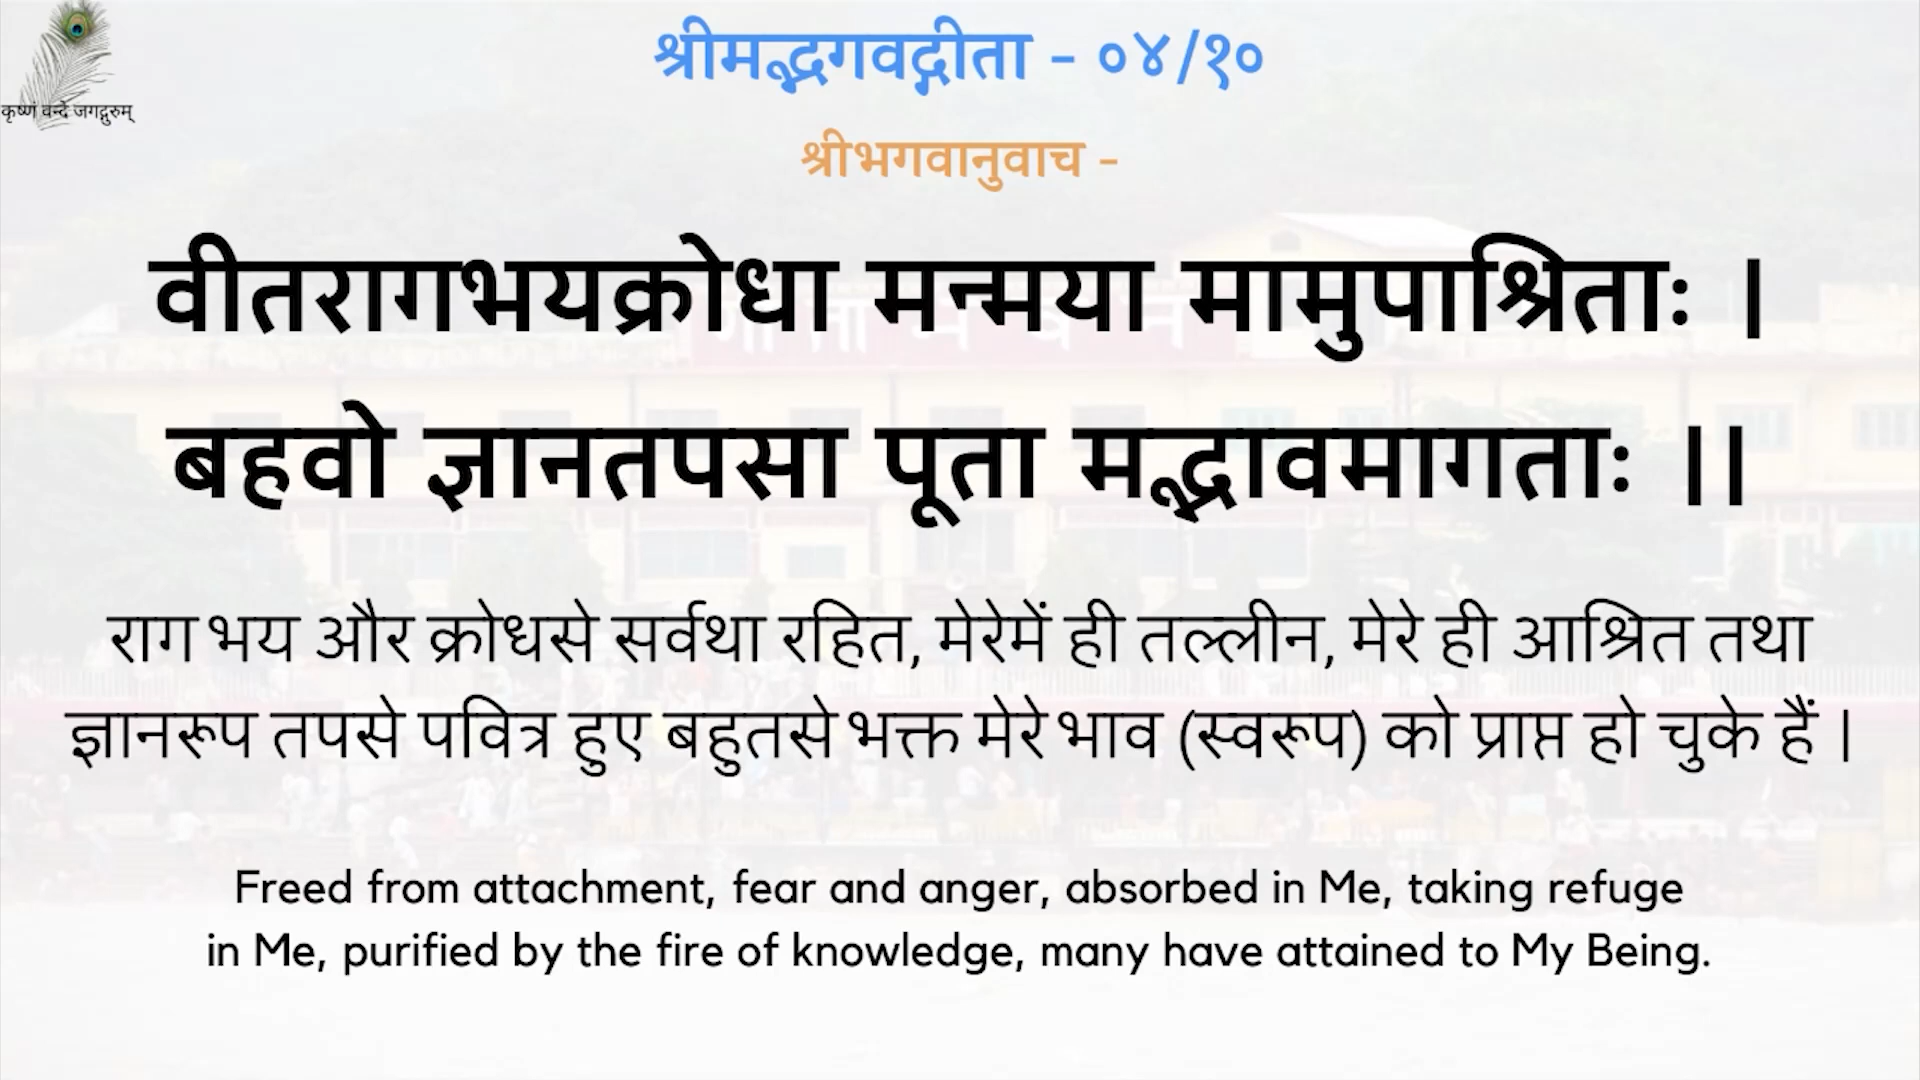 श्रीमद्भगवद्गीता - ०४/१०
कृष्णं वन्दे जगद्गुरुम्
श्रीभगवानुवाच -
वीतरागभयक्रोधा मन्मया मामुपाश्रिताः ।
बहवो ज्ञानतपसा पूता मद्भावमागताः ।।
राग भय और क्रोधसे सर्वथा रहित, मेरेमें ही तल्लीन, मेरे ही आश्रित तथा
ज्ञानरूप तपसे पवित्र हुए बहुतसे भक्त मेरे भाव (स्वरूप) को प्राप्त हो चुके हैं ।
Freed from attachment, fear and anger, absorbed in Me, taking refuge
in Me, purified by the fire of knowledge, many have attained to My Being.